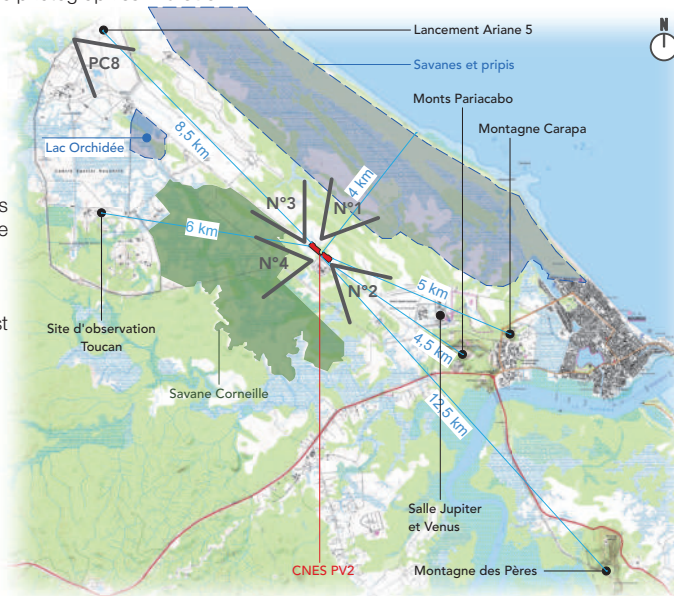 Lancement Ariane 5
N
PC8
Savanes et pripis
Monts Pariacabo
8,5 km
Montagne Carapa
Lac Orchidée
4 km
N°3
N°1
6 km
N°4
N°2
5 km
Site d'observation
Toucan
4,5 km
Savane Corneille
12,5 km
Salle Jupiter
et Venus
CNES PV2
Montagne des Pères